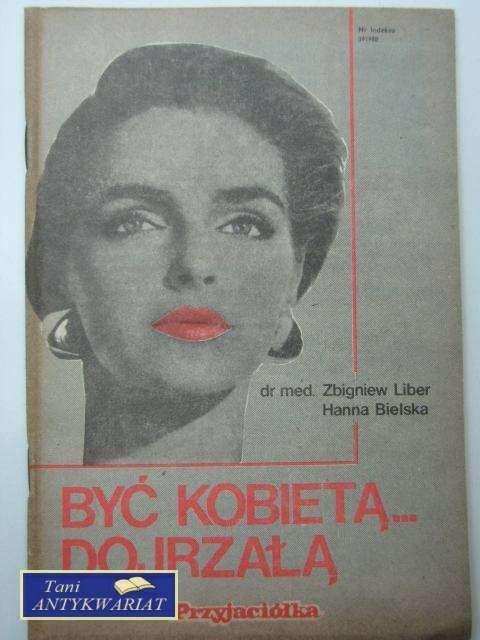 Nr indeksu
dr med. Zbigniew Liber
Hanna Bielska
BYĆ KOBIETĄ...
DOJRZAŁĄ
Przyjaciółka
Tani
ANTYKWARIAT